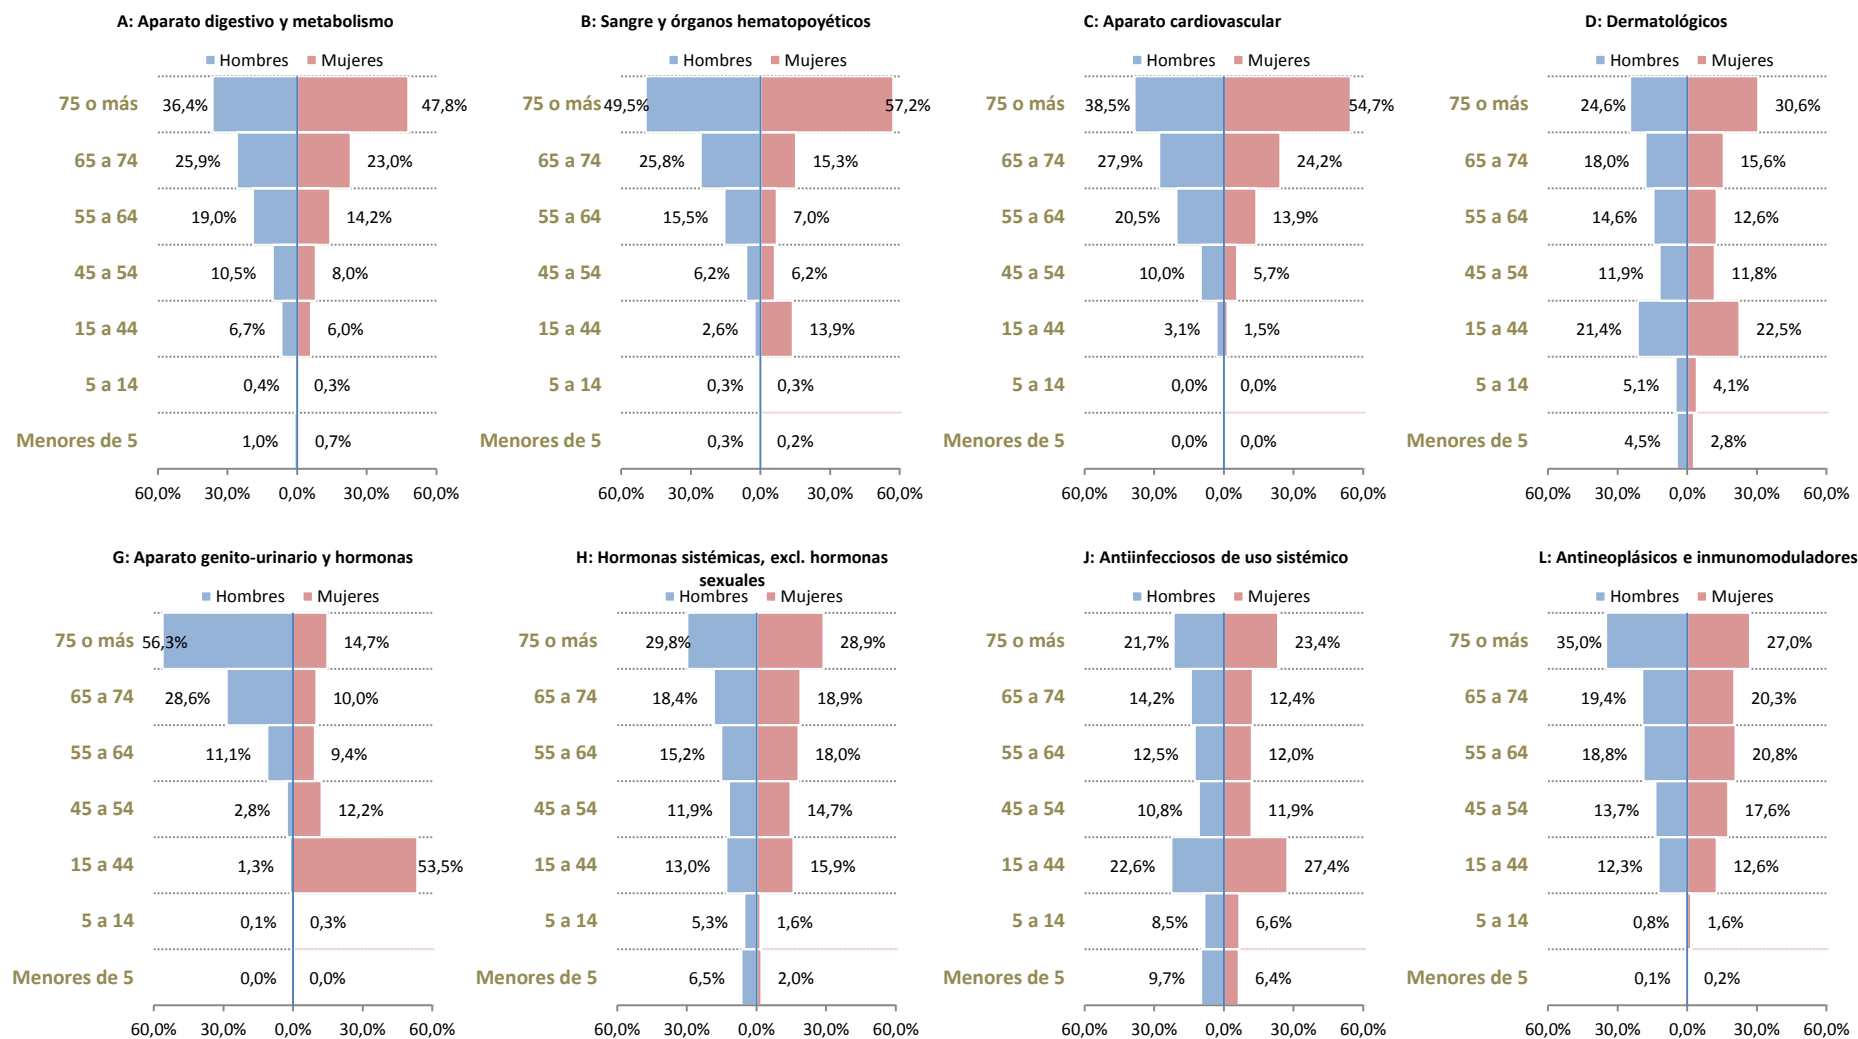 A: Aparato digestivo y metabolismo
Hombres Mujeres
75 o más 36,4% 47,8%
65 a 74 25,9% 23,0%
55 a 64 19,0% 14,2%
45 a 54 10,5% 8,0%
15 a 44 6,7% 6,0%
5 a 14 0,4% 0,3%
Menores de 5 1,0% 0,7%
60,0% 30,0% 0,0% 30,0% 60,0%
B: Sangre y órganos hematopoyéticos
Hombres Mujeres
75 o más 49,5% 57,2%
65 a 74 25,8% 15,3%
55 a 64 15,5% 7,0%
45 a 54 6,2% 6,2%
15 a 44 2,6% 13,9%
5 a 14 0,3% 0,3%
Menores de 5 0,3% 0,2%
60,0% 30,0% 0,0% 30,0% 60,0%
C: Aparato cardiovascular
Hombres Mujeres
75 o más 38,5% 54,7%
65 a 74 27,9% 24,2%
55 a 64 20,5% 13,9%
45 a 54 10,0% 5,7%
15 a 44 3,1% 1,5%
5 a 14 0,0% 0,0%
Menores de 5 0,0% 0,0%
60,0% 30,0% 0,0% 30,0% 60,0%
D: Dermatológicos
Hombres Mujeres
75 o más 24,6% 30,6%
65 a 74 18,0% 15,6%
55 a 64 14,6% 12,6%
45 a 54 11,9% 11,8%
15 a 44 21,4% 22,5%
5 a 14 5,1% 4,1%
Menores de 5 4,5% 2,8%
60,0% 30,0% 0,0% 30,0% 60,0%
G: Aparato genito-urinario y hormonas
Hombres Mujeres
75 o más 56,3% 14,7%
65 a 74 28,6% 10,0%
55 a 64 11,1% 9,4%
45 a 54 2,8% 12,2%
15 a 44 1,3% 53,5%
5 a 14 0,1% 0,3%
Menores de 5 0,0% 0,0%
60,0% 30,0% 0,0% 30,0% 60,0%
H: Hormonas sistémicas, excl. hormonas
sexuales
Hombres Mujeres
75 o más 29,8% 28,9%
65 a 74 18,4% 18,9%
55 a 64 15,2% 18,0%
45 a 54 11,9% 14,7%
15 a 44 13,0% 15,9%
5 a 14 5,3% 1,6%
Menores de 5 6,5% 2,0%
60,0% 30,0% 0,0% 30,0% 60,0%
J: Antiinfecciosos de uso sistémico
Hombres Mujeres
75 o más 21,7% 23,4%
65 a 74 14,2% 12,4%
55 a 64 12,5% 12,0%
45 a 54 10,8% 11,9%
15 a 44 22,6% 27,4%
5 a 14 8,5% 6,6%
Menores de 5 9,7% 6,4%
60,0% 30,0% 0,0% 30,0% 60,0%
L: Antineoplásicos e inmunomoduladores
Hombres Mujeres
75 o más 35,0% 27,0%
65 a 74 19,4% 20,3%
55 a 64 18,8% 20,8%
45 a 54 13,7% 17,6%
15 a 44 12,3% 12,6%
5 a 14 0,8% 1,6%
Menores de 5 0,1% 0,2%
60,0% 30,0% 0,0% 30,0% 60,0%